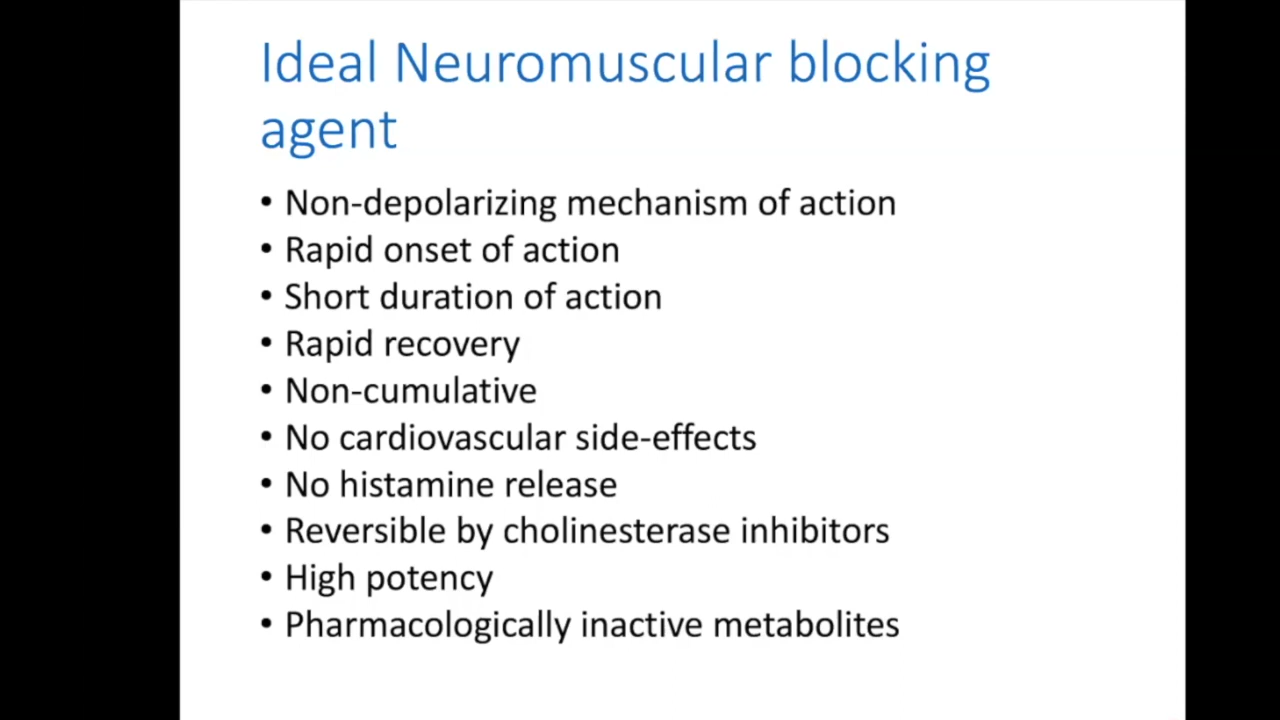 Ideal Neuromuscular blocking
agent
• Non-depolarizing mechanism of action
• Rapid onset of action
• Short duration of action
• Rapid recovery
• Non-cumulative
• No cardiovascular side-effects
• No histamine release
• Reversible by cholinesterase inhibitors
• High potency
• Pharmacologically inactive metabolites